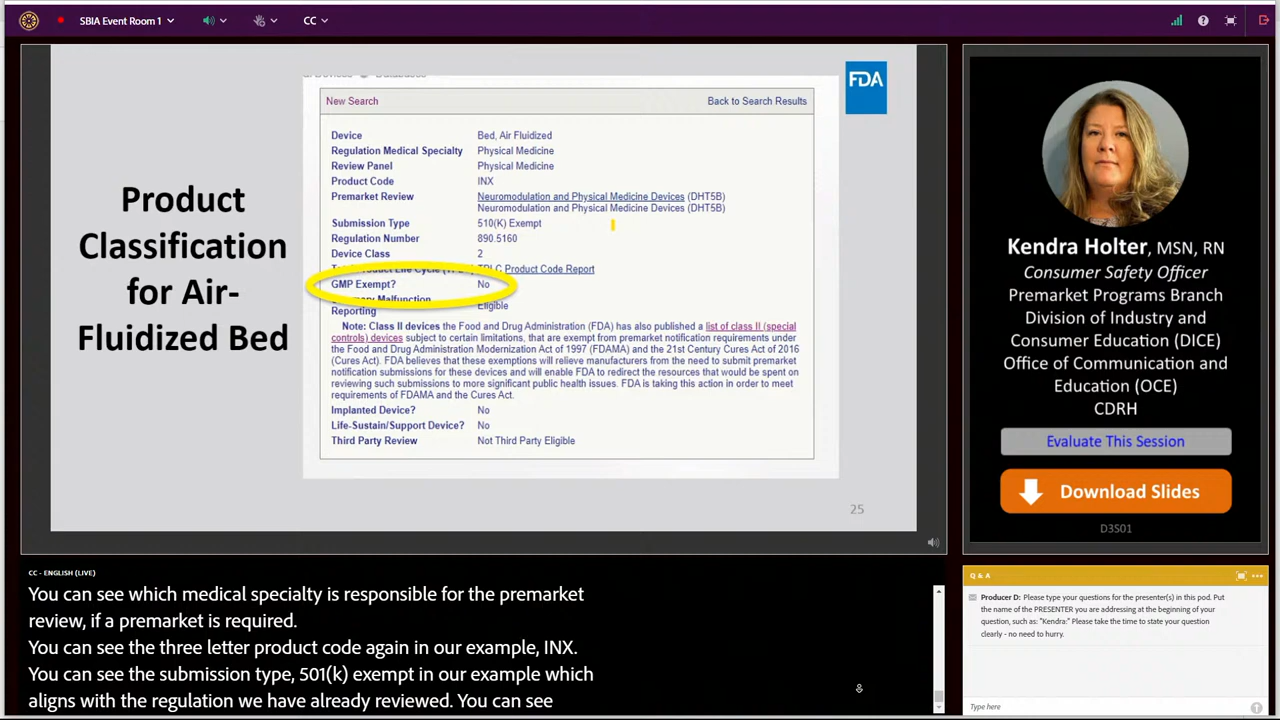 SBIA Event Room 1
CC
FDA
Product
Classification
for Air-
Fluidized Bed
New Search
Back to Search Results
Device Bed, Air Fluidized
Regulation Medical Specialty Physical Medicine
Review Panel Physical Medicine
Product Code INX
Premarket Review Neuromodulation and Physical Medicine Devices (DHT5B)
Neuromodulation and Physical Medicine Devices (DHT5B)
Submission Type 510(K) Exempt
Regulation Number 890.5160
Device Class 2
Product Life Cycle TPLC Product Code Report
GMP Exempt? No
Malfunction
Reporting Eligible
Note: Class II devices the Food and Drug Administration (FDA) has also published a list of class II (special
controls) devices subject to certain limitations, that are exempt from premarket notification requirements under
the Food and Drug Administration Modernization Act of 1997 (FDAMA) and the 21st Century Cures Act of 2016
(Cures Act). FDA believes that these exemptions will relieve manufacturers from the need to submit premarket
notification submissions for these devices and will enable FDA to redirect the resources that would be spent on
reviewing such submissions to more significant public health issues. FDA is taking this action in order to meet
requirements of FDAMA and the Cures Act.
Implanted Device? No
Life-Sustain/Support Device? No
Third Party Review Not Third Party Eligible
25
Kendra Holter, MSN, RN
Consumer Safety Officer
Premarket Programs Branch
Division of Industry and
Consumer Education (DICE)
Office of Communication and
Education (OCE)
CDRH
Evaluate This Session
Download Slides
D3S01
CC - ENGLISH (LIVE)
You can see which medical specialty is responsible for the premarket
review, if a premarket is required.
You can see the three letter product code again in our example, INX.
You can see the submission type, 501(k) exempt in our example which
aligns with the regulation we have already reviewed. You can see
Q & A
Producer D: Please type your questions for the presenter(s) in this pod. Put
the name of the PRESENTER you are addressing at the beginning of your
question, such as: "Kendra:" Please take the time to state your question
clearly - no need to hurry.
Type here